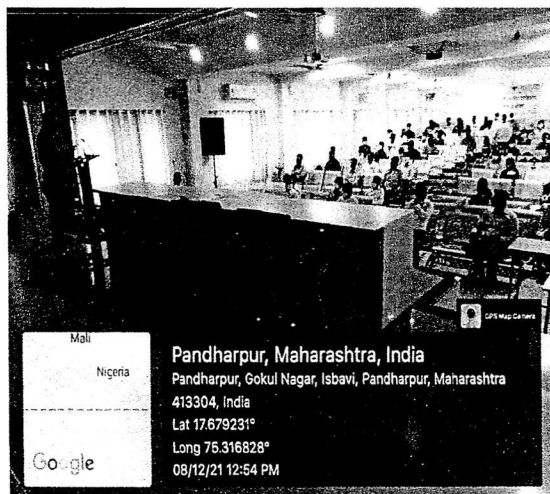 GPS Map Camera
Mali
Nigeria
Google
Pandharpur, Maharashtra, India
Pandharpur, Gokul Nagar, Isbavi, Pandharpur, Maharashtra
413304, India
Lat 17.679231°
Long 75.316828°
08/12/21 12:54 PM